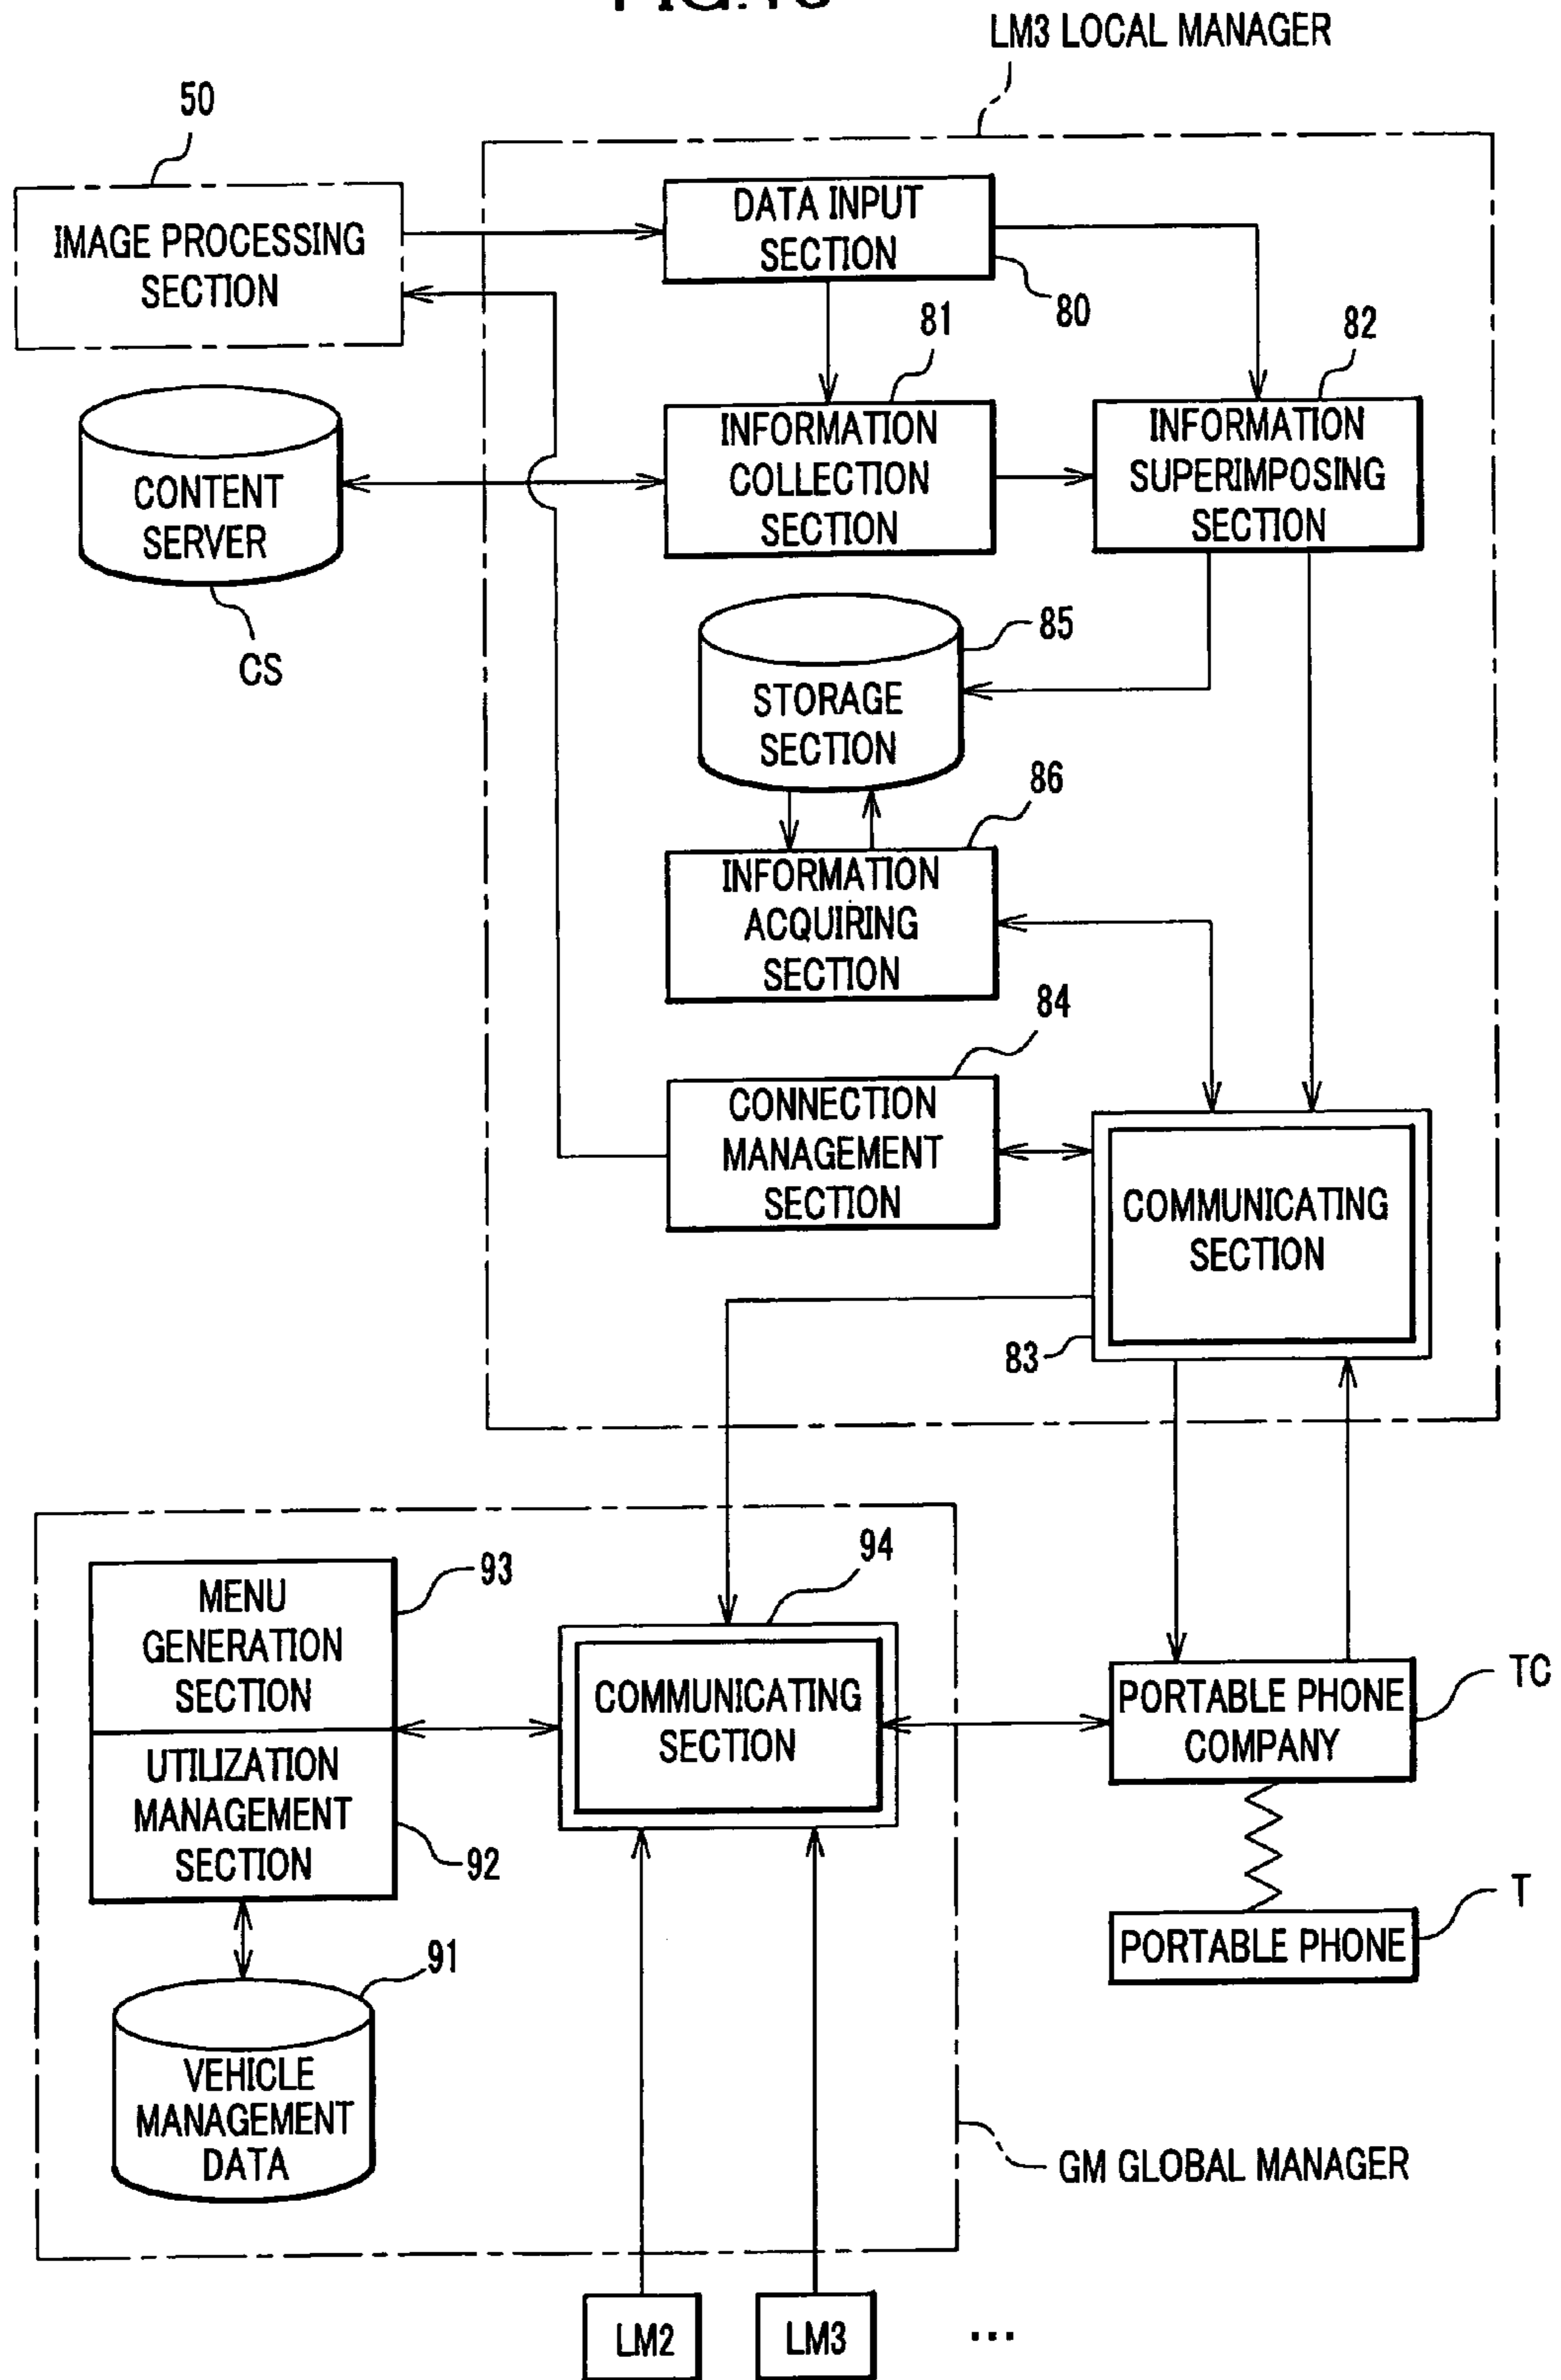 LM3 LOCAL MANAGER
50
IMAGE PROCESSING
SECTION
DATA INPUT
SECTION
80
81
82
CONTENT
SERVER
CS
INFORMATION
COLLECTION
SECTION
INFORMATION
SUPERIMPOSING
SECTION
85
STORAGE
SECTION
86
INFORMATION
ACQUIRING
SECTION
84
CONNECTION
MANAGEMENT
SECTION
COMMUNICATING
SECTION
83
93
MENU
GENERATION
SECTION
94
COMMUNICATING
SECTION
UTILIZATION
MANAGEMENT
SECTION
92
TC
PORTABLE PHONE
COMPANY
T
PORTABLE PHONE
91
VEHICLE
MANAGEMENT
DATA
GM GLOBAL MANAGER
LM2
LM3
...